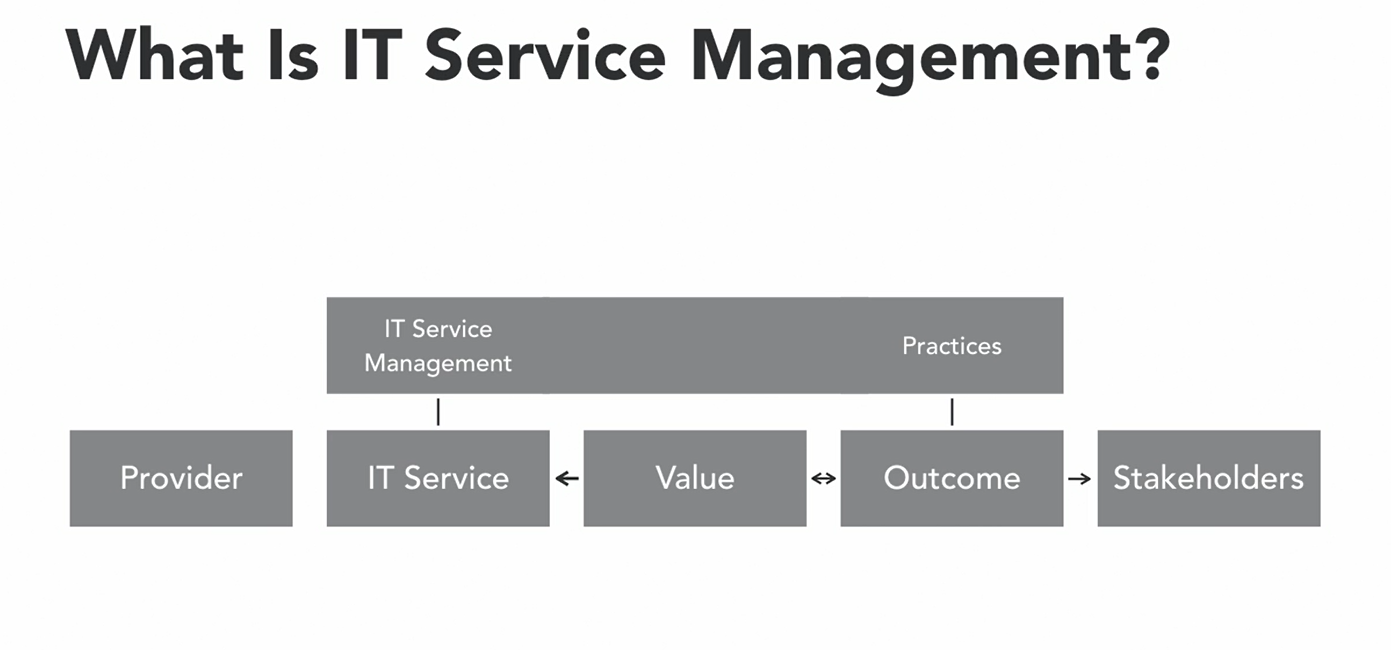 What Is IT Service Management?
IT Service
Management
Practices
Provider
IT Service
Value
Outcome
Stakeholders